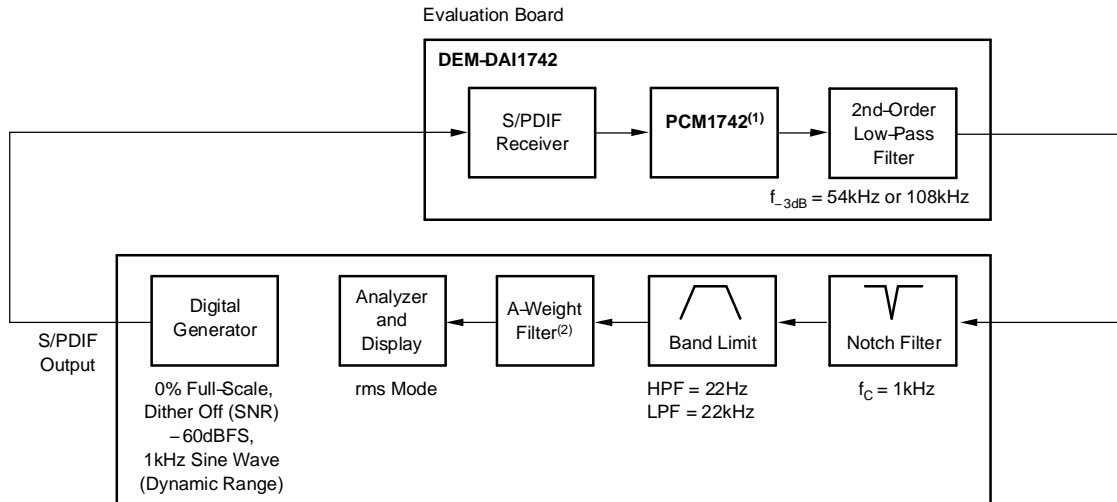 Evaluation Board
DEM-DAI1742
S/PDIF
Receiver
PCM1742(1)
2nd-Order
Low-Pass
Filter
f–3dB = 54kHz or 108kHz
S/PDIF
Output
Digital
Generator
0% Full-Scale,
Dither Off (SNR)
–60dBFS,
1kHz Sine Wave
(Dynamic Range)
Analyzer
and
Display
rms Mode
A-Weight
Filter(2)
Band Limit
HPF = 22Hz
LPF = 22kHz
Notch Filter
fC = 1kHz